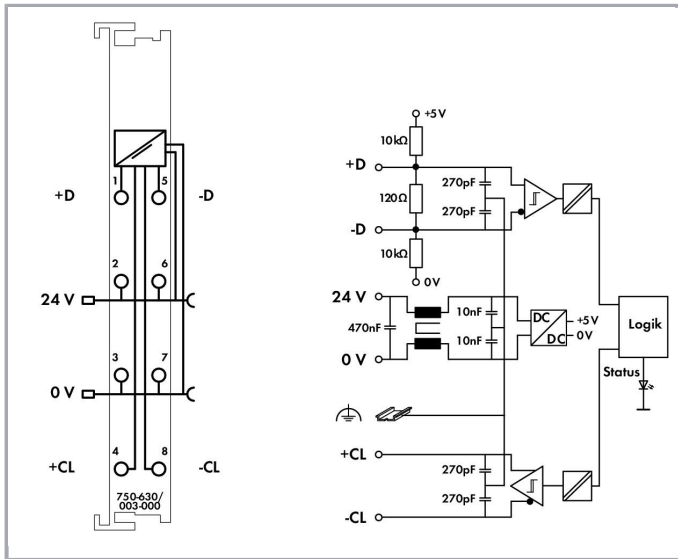 1
5
+D
-D
2
6
24 V
3
7
0 V
+CL
4
8
-CL
750-630/
003-000
+5V
10kΩ
+D
270pF
120Ω
270pF
-D
10kΩ
0V
24 V
10nF
DC
+5V
470nF
10nF
DC
0V
0 V
Logik
Status
+CL
270pF
270pF
-CL